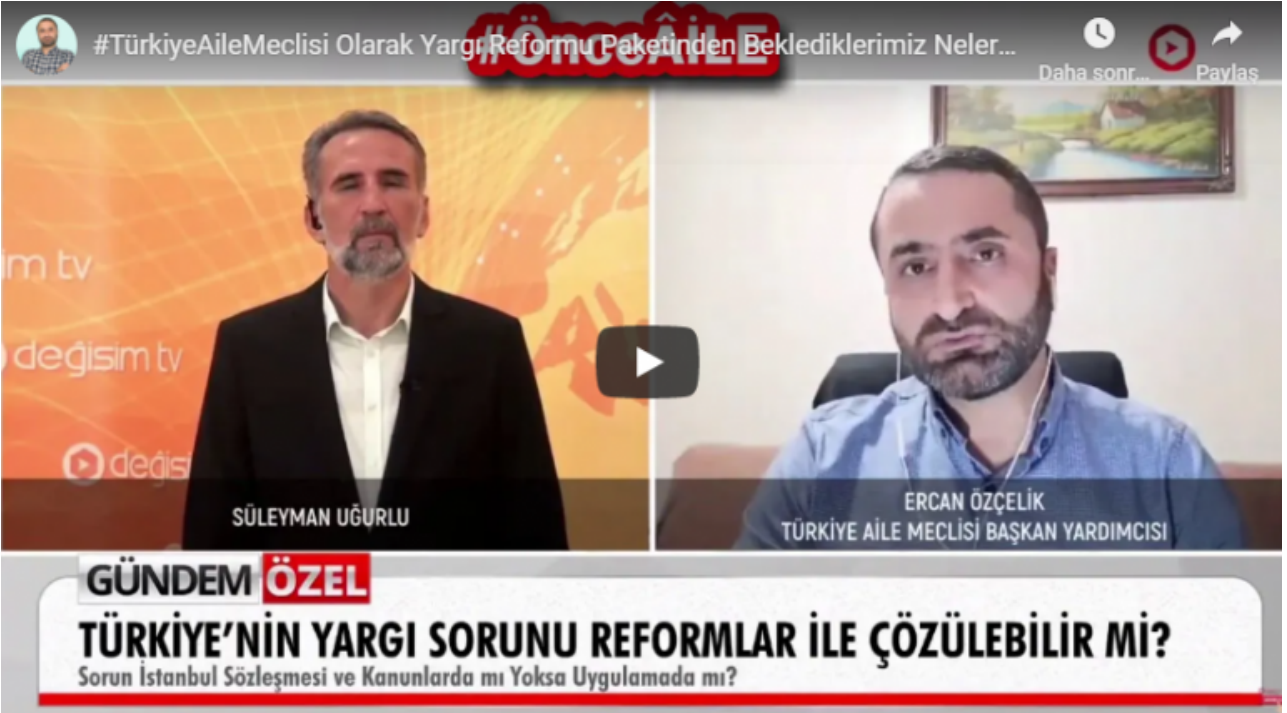 #ÖnceÂİLE
#TürkiyeAileMeclisi Olarak Yargı Reformu Paketinden Beklediklerimiz Neler...
Daha sonr...
Paylaş
im tv
değişim tv
değiş
SÜLEYMAN UĞURLU
ERCAN ÖZÇELİK
TÜRKİYE AİLE MECLİSİ BAŞKAN YARDIMCISI
GÜNDEM ÖZEL
TÜRKİYE'NİN YARGI SORUNU REFORMLAR İLE ÇÖZÜLEBİLİR Mİ?
Sorun İstanbul Sözleşmesi ve Kanunlarda mı Yoksa Uygulamada mı?